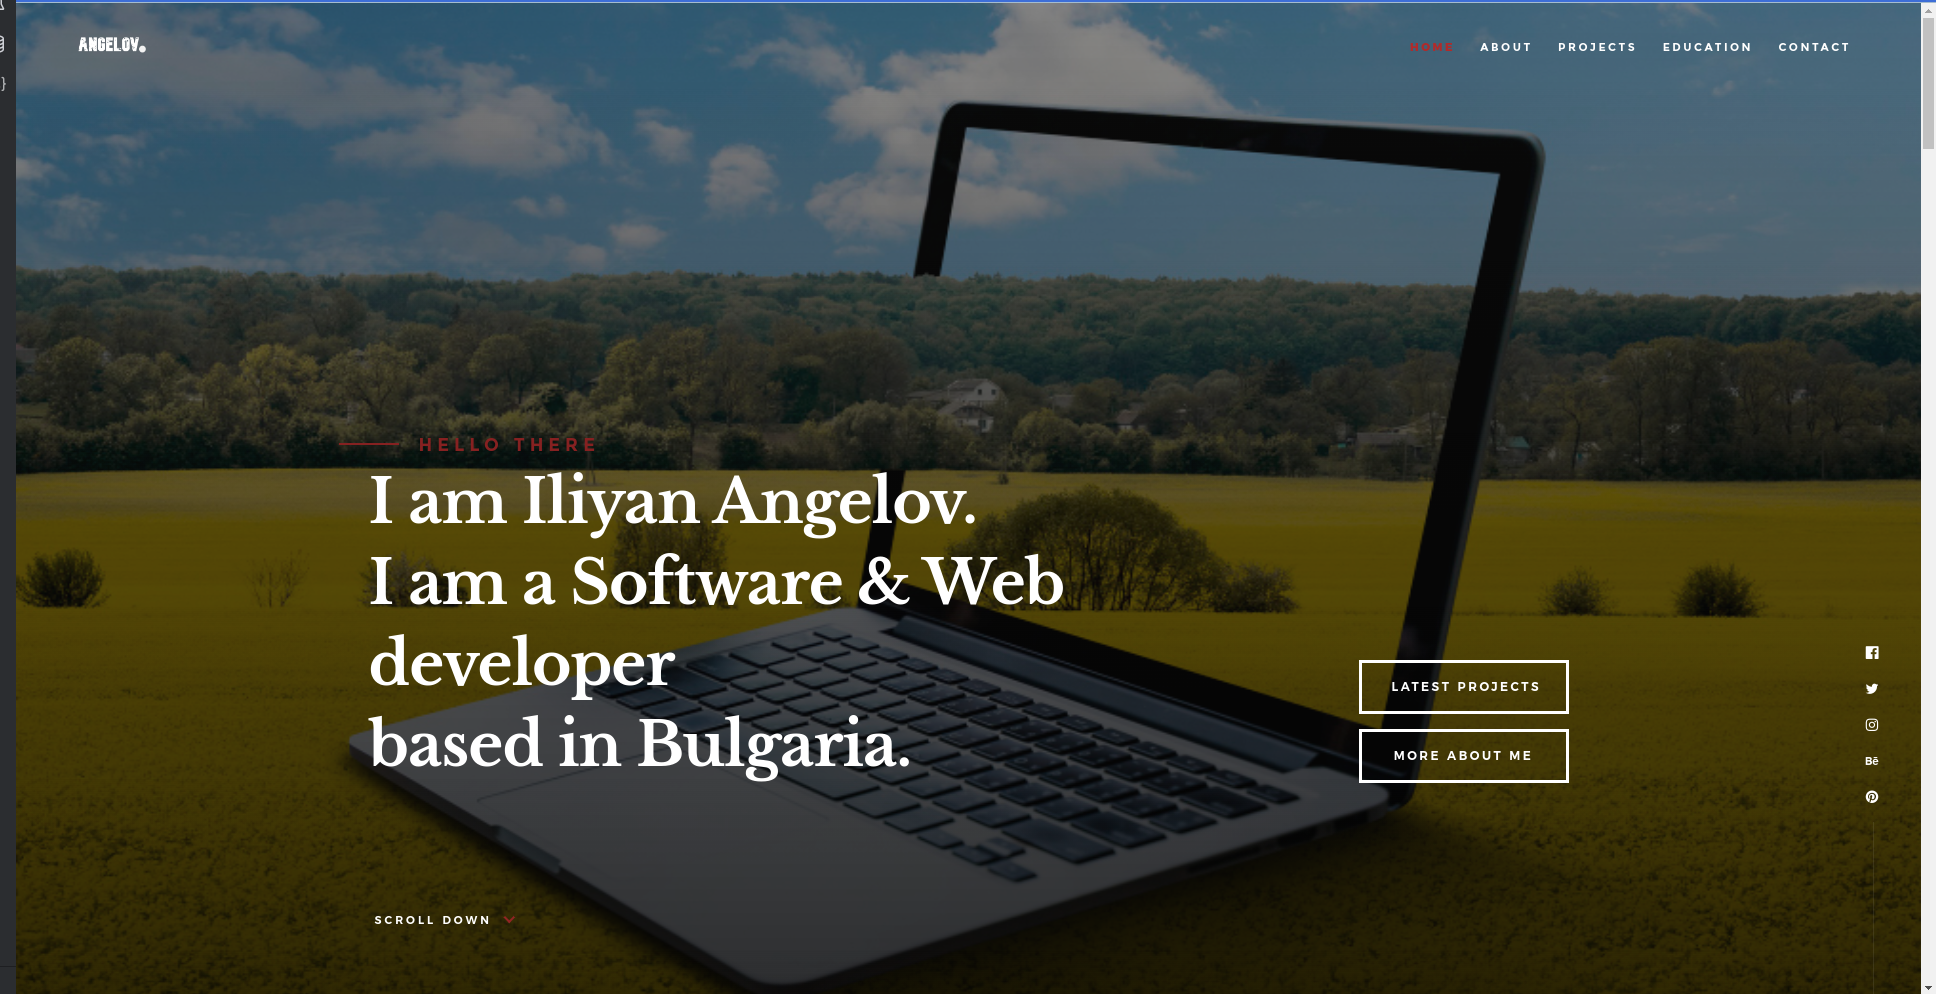 ANGELOV.
HOME ABOUT PROJECTS EDUCATION CONTACT
HELLO THERE
I am Iliyan Angelov.
I am a Software & Web
developer
based in Bulgaria.
LATEST PROJECTS
MORE ABOUT ME
Bē
SCROLL DOWN